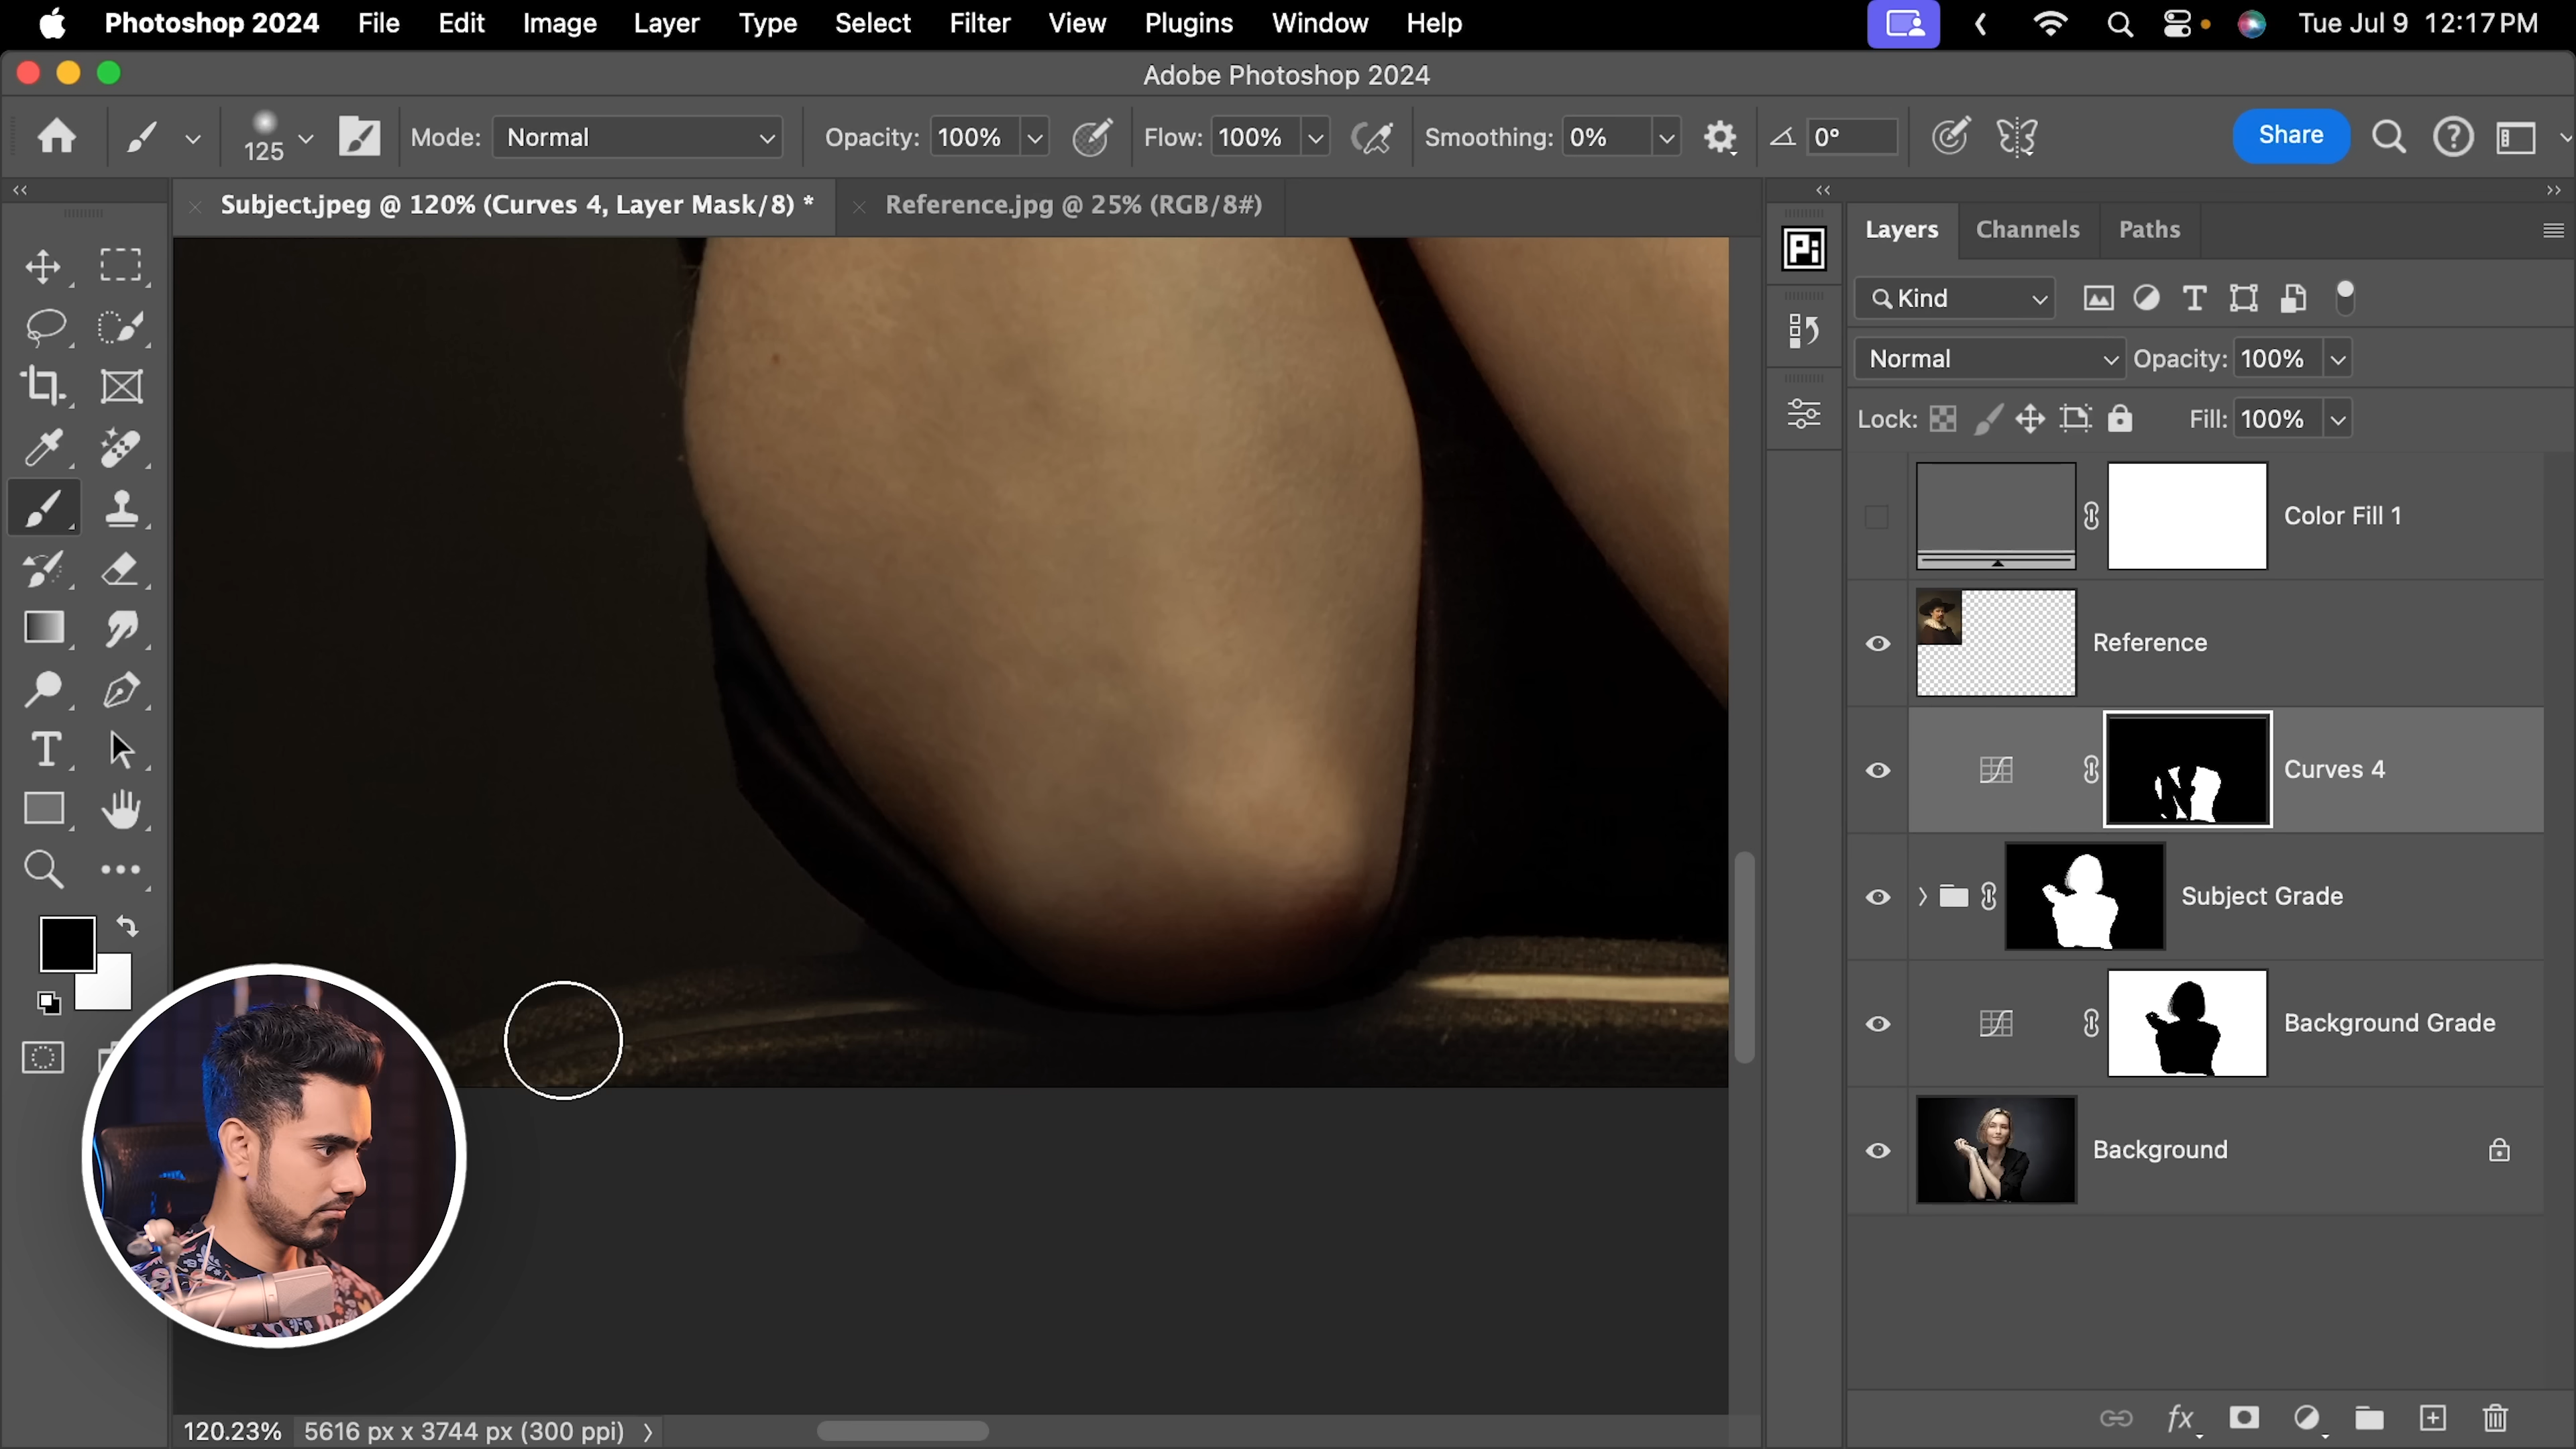 Photoshop 2024 File Edit Image Layer Type Select Filter View Plugins Window Help Tue Jul 9 12:17 PM
Adobe Photoshop 2024
125 Mode: Normal Opacity: 100% Flow: 100% Smoothing: 0% 0° Share
Subject.jpeg @ 120% (Curves 4, Layer Mask/8) * Reference.jpg @ 25% (RGB/8#)
Layers Channels Paths
Pi
Kind
Normal Opacity: 100%
Lock: Fill: 100%
Color Fill 1
Reference
Curves 4
Subject Grade
Background Grade
Background
120.23% 5616 px x 3744 px (300 ppi)
fx